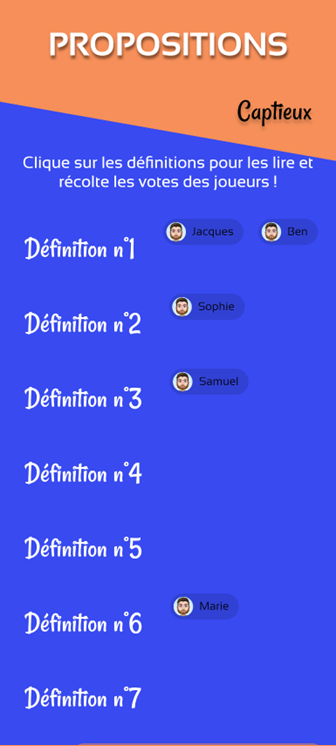 PROPOSITIONS
Captieux
Clique sur les définitions pour les lire et
récolte les votes des joueurs !
Définition n°1 Jacques Ben
Définition n°2 Sophie
Définition n°3 Samuel
Définition n°4
Définition n°5
Définition n°6 Marie
Définition n°7